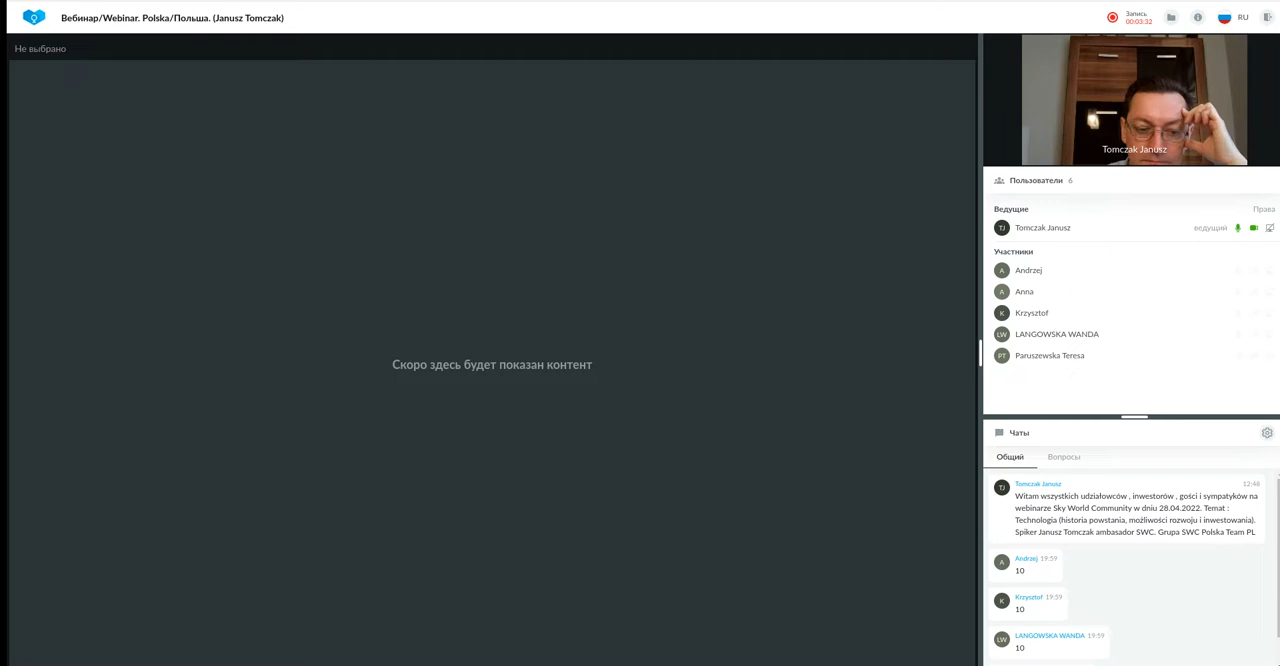 Вебинар/Webinar. Polska/Польша. (Janusz Tomczak)
Запись
00:03:32
RU
Не выбрано
Скоро здесь будет показан контент
Tomczak Janusz
Пользователи 6
Ведущие Права
TJ Tomczak Janusz ведущий
Участники
A Andrzej
A Anna
K Krzysztof
LW LANGOWSKA WANDA
PT Paruszewska Teresa
Чаты
Общий Вопросы
TJ Tomczak Janusz 12:48
Witam wszystkich udziałowców , inwestorów , gości i sympatyków na
webinarze Sky World Community w dniu 28.04.2022. Temat :
Technologia (historia powstania, możliwości rozwoju i inwestowania).
Spiker Janusz Tomczak ambasador SWC. Grupa SWC Polska Team PL
A Andrzej 19:59
10
K Krzysztof 19:59
10
LW LANGOWSKA WANDA 19:59
10